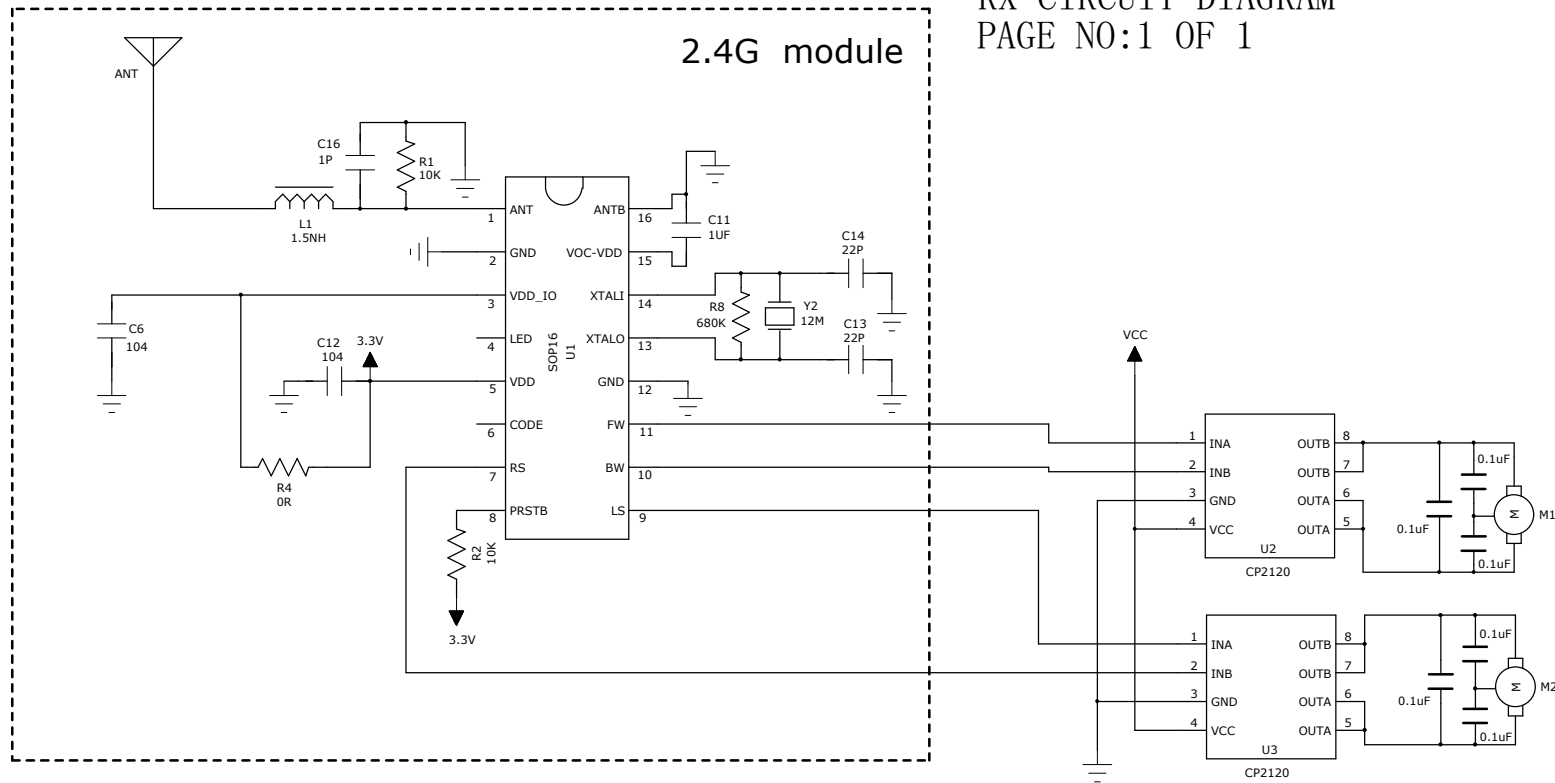 RX CIRCUIT DIAGRAM
PAGE NO:1 OF 1
2.4G module
ANT
C16
1P
R1
10K
L1
1.5NH
1 ANT
2 GND
3 VDD_IO
4 LED
5 VDD
6 CODE
7 RS
8 PRSTB
SOP16
U1
ANTB 16
VOC-VDD 15
XTALI 14
XTALO 13
GND 12
FW 11
BW 10
LS 9
C11
1UF
C14
22P
R8
680K
Y2
12M
C13
22P
C6
104
C12
104
3.3V
R4
0R
R2
10K
3.3V
VCC
1 INA
2 INB
3 GND
4 VCC
OUTB 8
OUTB 7
OUTA 6
OUTA 5
U2
CP2120
0.1uF
0.1uF
0.1uF
M
M1
1 INA
2 INB
3 GND
4 VCC
OUTB 8
OUTB 7
OUTA 6
OUTA 5
U3
CP2120
0.1uF
0.1uF
0.1uF
M
M2